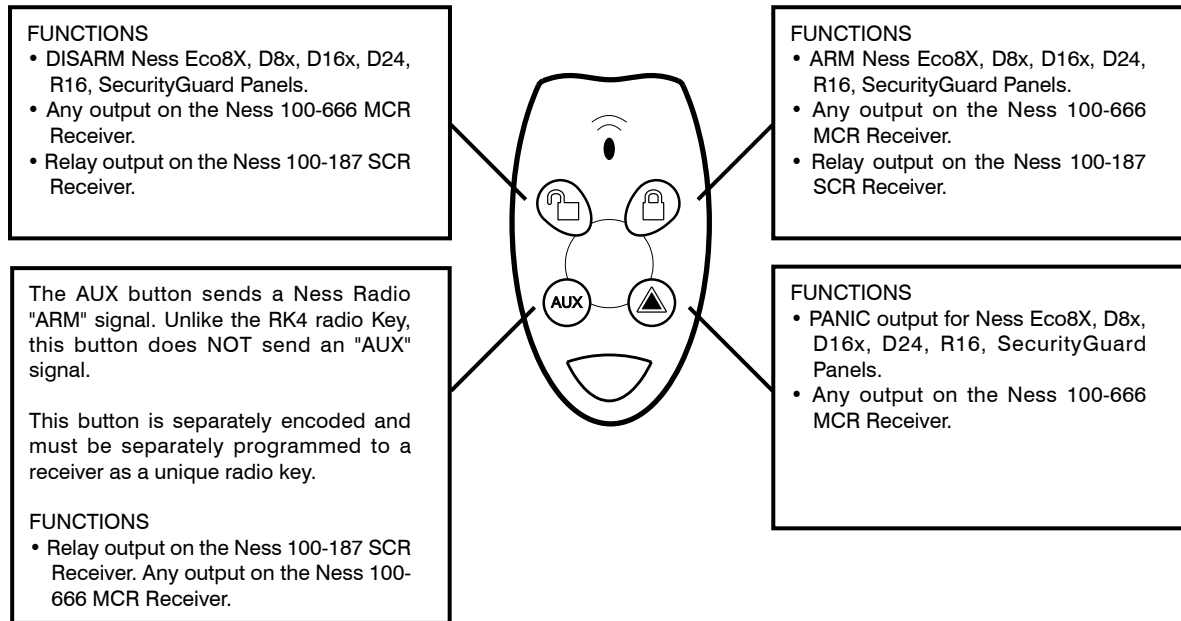 FUNCTIONS
• DISARM Ness Eco8X, D8x, D16x, D24,
R16, SecurityGuard Panels.
• Any output on the Ness 100-666 MCR
Receiver.
• Relay output on the Ness 100-187 SCR
Receiver.
FUNCTIONS
• ARM Ness Eco8X, D8x, D16x, D24,
R16, SecurityGuard Panels.
• Any output on the Ness 100-666
MCR Receiver.
• Relay output on the Ness 100-187
SCR Receiver.
The AUX button sends a Ness Radio
"ARM" signal. Unlike the RK4 radio Key,
this button does NOT send an "AUX"
signal.
This button is separately encoded and
must be separately programmed to a
receiver as a unique radio key.
FUNCTIONS
• Relay output on the Ness 100-187 SCR
Receiver. Any output on the Ness 100-
666 MCR Receiver.
AUX
FUNCTIONS
• PANIC output for Ness Eco8X, D8x,
D16x, D24, R16, SecurityGuard
Panels.
• Any output on the Ness 100-666
MCR Receiver.